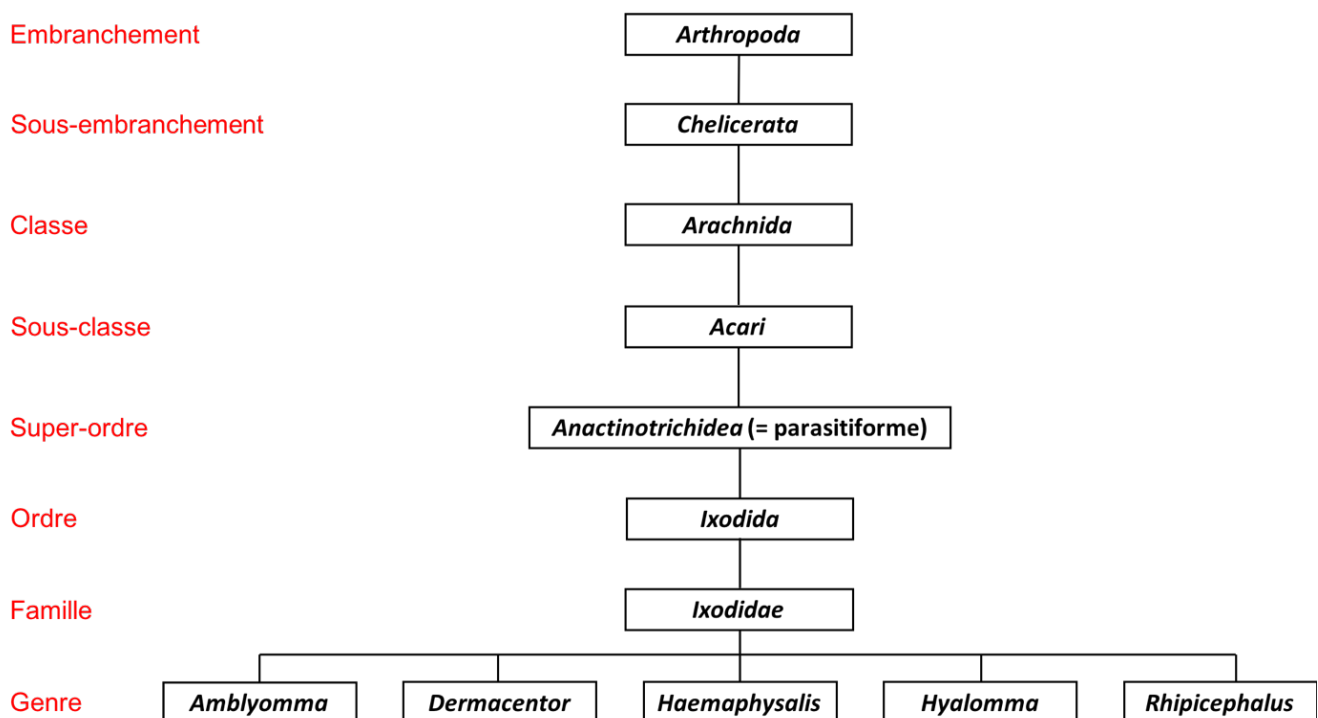 Embranchement Arthropoda
Sous-embranchement Chelicerata
Classe Arachnida
Sous-classe Acari
Super-ordre Anactinotrichidea (= parasitiforme)
Ordre Ixodida
Famille Ixodidae
Genre Amblyomma Dermacentor Haemaphysalis Hyalomma Rhipicephalus